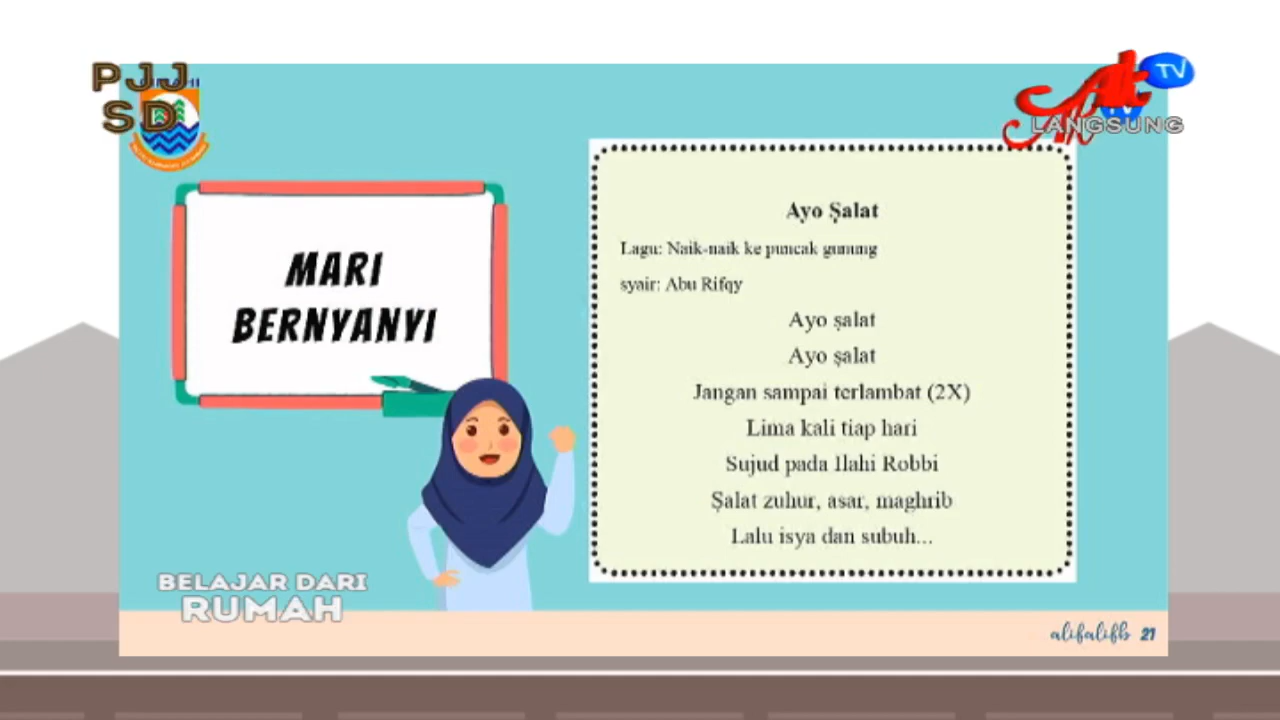 PJJ
SD
TV
LANGSUNG
Ayo Ṣalat
Lagu: Naik-naik ke puncak gunung
syair: Abu Rifqy
Ayo ṣalat
Ayo ṣalat
Jangan sampai terlambat (2X)
Lima kali tiap hari
Sujud pada Ilahi Robbi
Ṣalat zuhur, asar, maghrib
Lalu isya dan subuh...
MARI
BERNYANYI
BELAJAR DARI
RUMAH
alifalifb 21